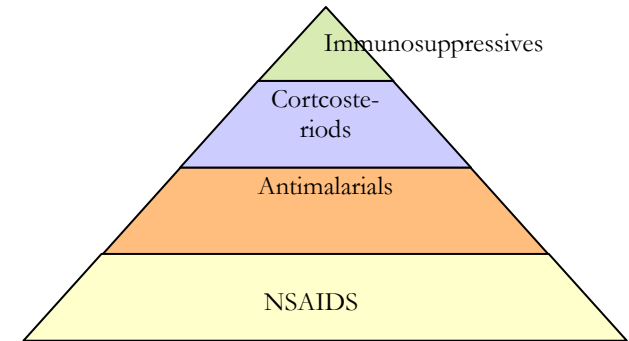 Immunosuppressives
Cortcoste-
riods
Antimalarials
NSAIDS